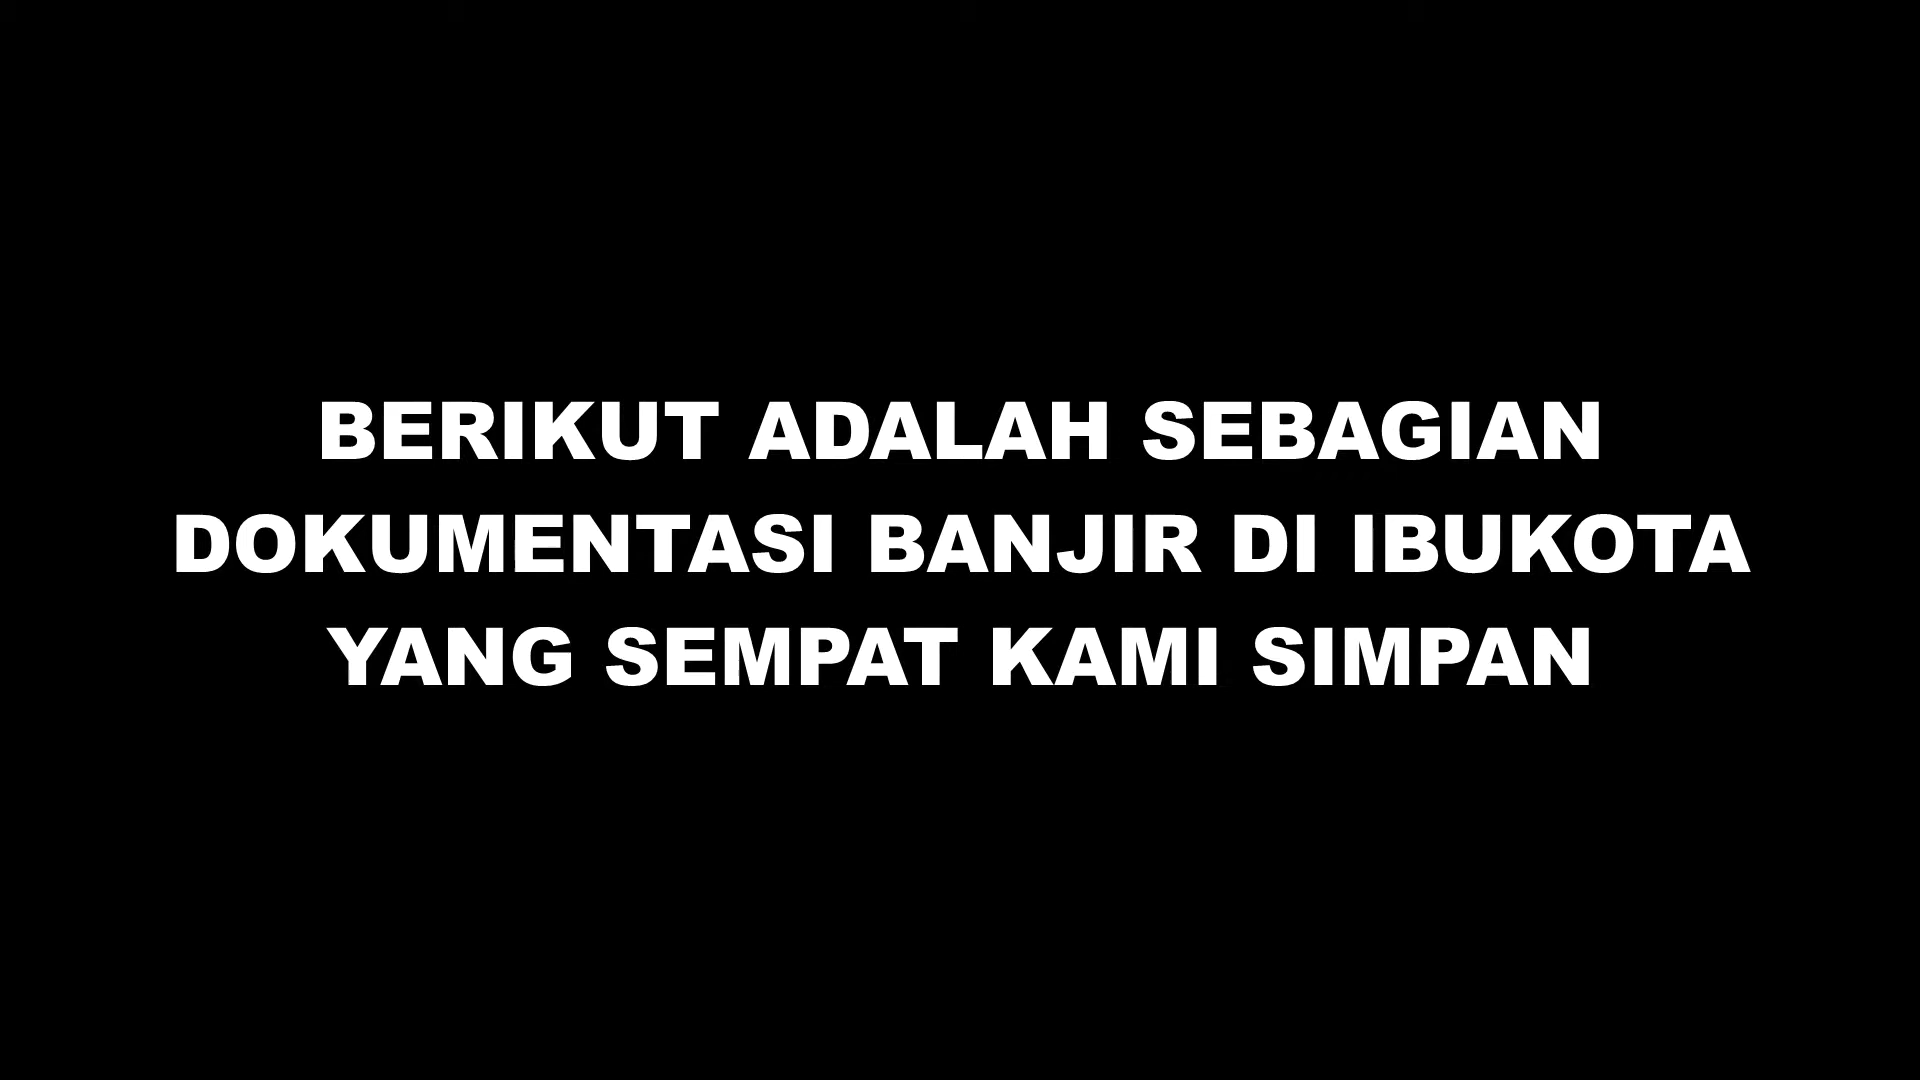 BERIKUT ADALAH SEBAGIAN
DOKUMENTASI BANJIR DI IBUKOTA
YANG SEMPAT KAMI SIMPAN